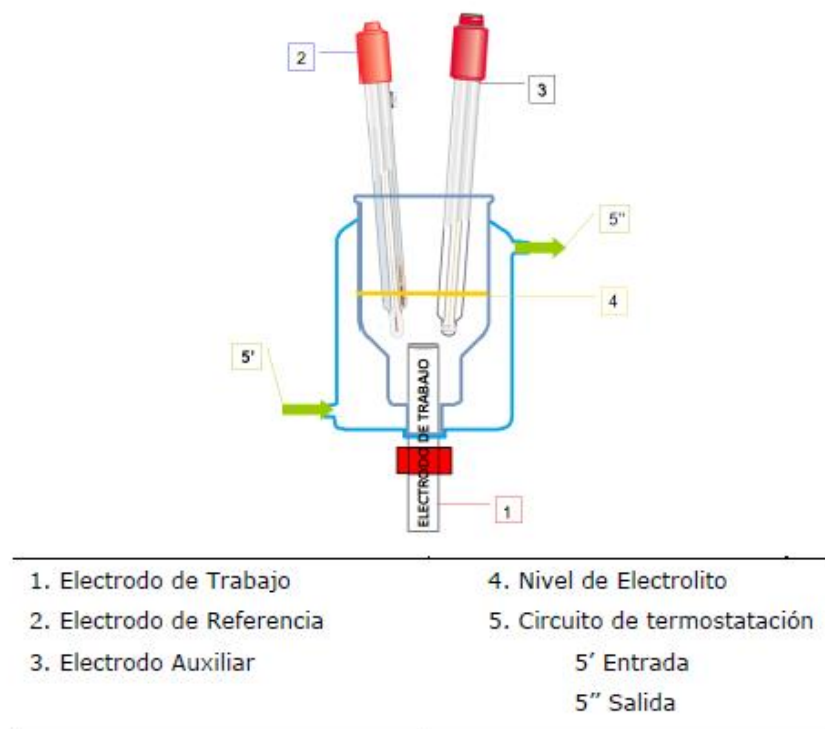 2
3
5"
4
5'
ELECTRODO DE TRABAJO
1
1. Electrodo de Trabajo
2. Electrodo de Referencia
3. Electrodo Auxiliar
4. Nivel de Electrolito
5. Circuito de termostatación
5′ Entrada
5″ Salida